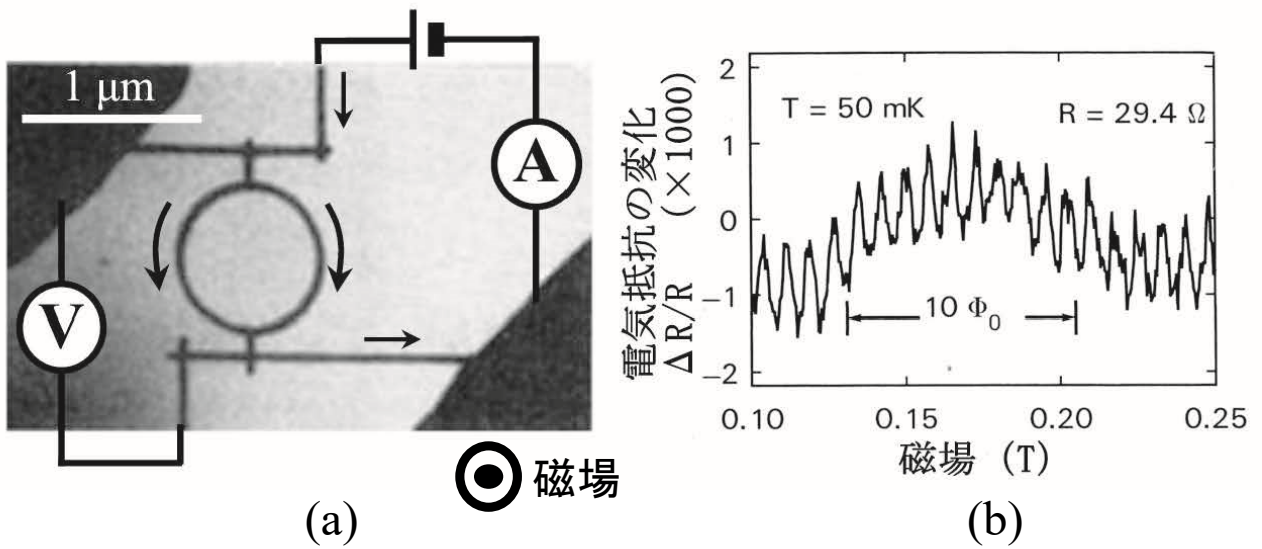 1 μm
A
V
磁場
(a)
電気抵抗の変化
ΔR/R (×1000)
2
1
0
−1
−2
T = 50 mK
R = 29.4 Ω
10 Φ₀
0.10
0.15
0.20
0.25
磁場 (T)
(b)